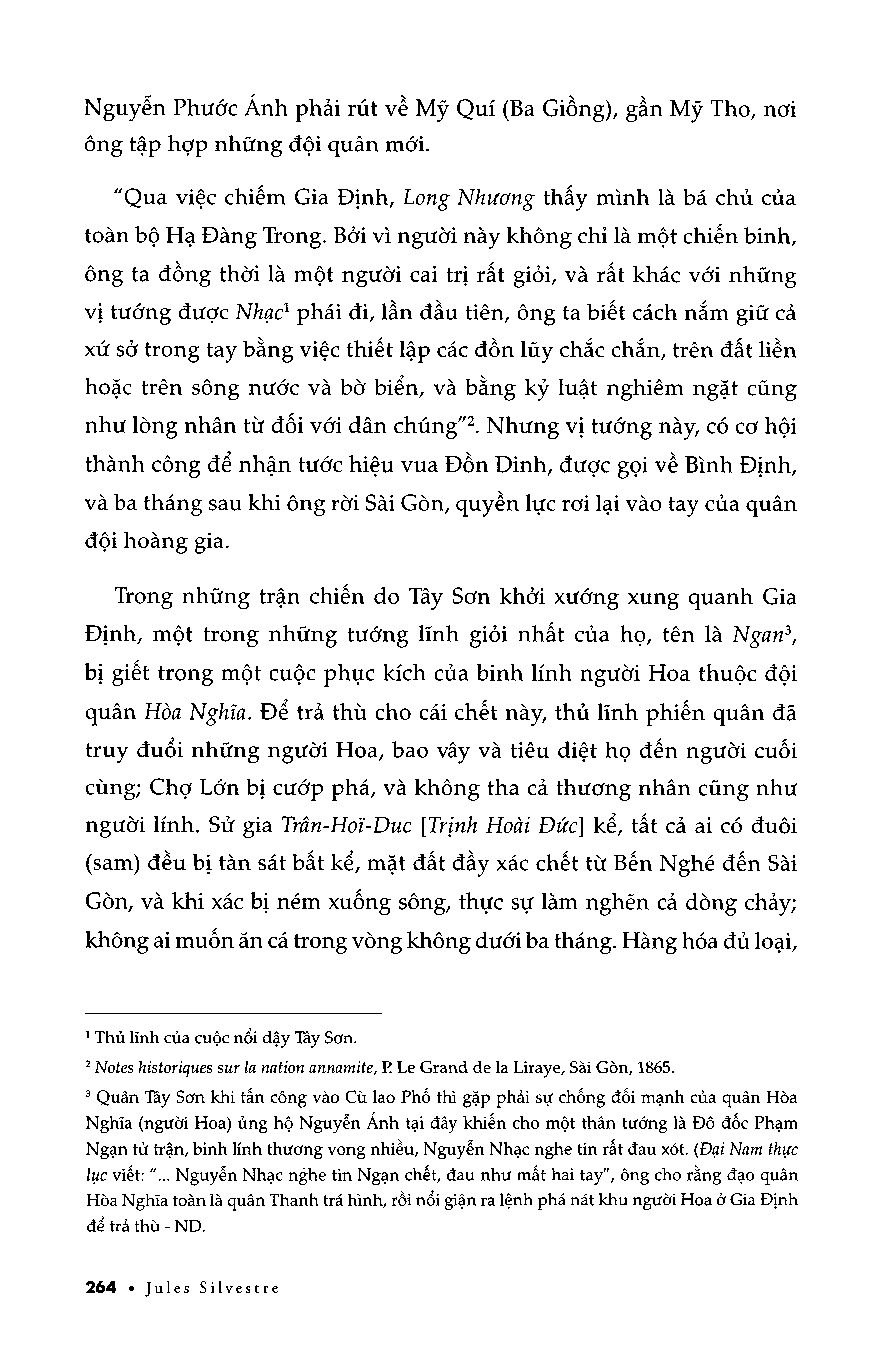 Nguyễn Phước Ánh phải rút về Mỹ Quí (Ba Giồng), gần Mỹ Tho, nơi
ông tập hợp những đội quân mới.
"Qua việc chiếm Gia Định, Long Nhương thấy mình là bá chủ của
toàn bộ Hạ Đàng Trong. Bởi vì người này không chỉ là một chiến binh,
ông ta đồng thời là một người cai trị rất giỏi, và rất khác với những
vị tướng được Nhạc¹ phái đi, lần đầu tiên, ông ta biết cách nắm giữ cả
xứ sở trong tay bằng việc thiết lập các đồn lũy chắc chắn, trên đất liền
hoặc trên sông nước và bờ biển, và bằng kỷ luật nghiêm ngặt cũng
như lòng nhân từ đối với dân chúng"². Nhưng vị tướng này, có cơ hội
thành công để nhận tước hiệu vua Đồn Dinh, được gọi về Bình Định,
và ba tháng sau khi ông rời Sài Gòn, quyền lực rơi lại vào tay của quân
đội hoàng gia.
Trong những trận chiến do Tây Sơn khởi xướng xung quanh Gia
Định, một trong những tướng lĩnh giỏi nhất của họ, tên là Ngan³,
bị giết trong một cuộc phục kích của binh lính người Hoa thuộc đội
quân Hòa Nghĩa. Để trả thù cho cái chết này, thủ lĩnh phiến quân đã
truy đuổi những người Hoa, bao vây và tiêu diệt họ đến người cuối
cùng; Chợ Lớn bị cướp phá, và không tha cả thương nhân cũng như
người lính. Sử gia Trân-Hoï-Duc [Trịnh Hoài Đức] kể, tất cả ai có đuôi
(sam) đều bị tàn sát bất kể, mặt đất đầy xác chết từ Bến Nghé đến Sài
Gòn, và khi xác bị ném xuống sông, thực sự làm nghẽn cả dòng chảy;
không ai muốn ăn cá trong vòng không dưới ba tháng. Hàng hóa đủ loại,
¹ Thủ lĩnh của cuộc nổi dậy Tây Sơn.
² Notes historiques sur la nation annamite, P. Le Grand de la Liraye, Sài Gòn, 1865.
³ Quân Tây Sơn khi tấn công vào Cù lao Phố thì gặp phải sự chống đối mạnh của quân Hòa
Nghĩa (người Hoa) ủng hộ Nguyễn Ánh tại đây khiến cho một thân tướng là Đô đốc Phạm
Ngạn tử trận, binh lính thương vong nhiều, Nguyễn Nhạc nghe tin rất đau xót. (Đại Nam thực
lục viết: "... Nguyễn Nhạc nghe tin Ngạn chết, đau như mất hai tay", ông cho rằng đạo quân
Hòa Nghĩa toàn là quân Thanh trá hình, rồi nổi giận ra lệnh phá nát khu người Hoa ở Gia Định
để trả thù - ND.
264 • Jules Silvestre